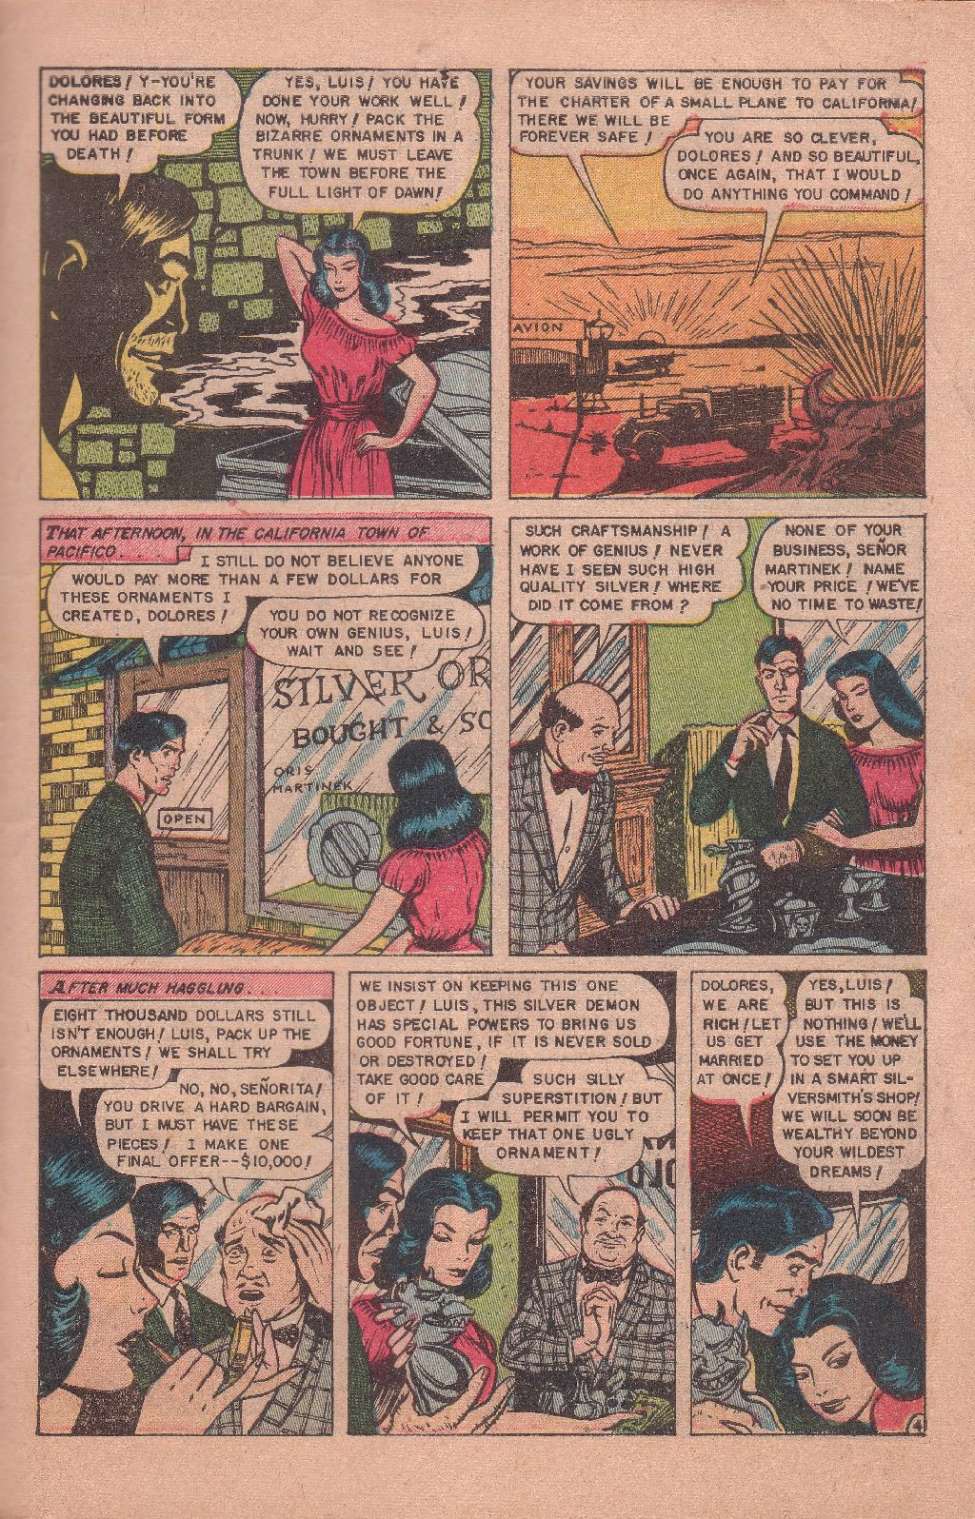 DOLORES! Y-YOU'RE
CHANGING BACK INTO
THE BEAUTIFUL FORM
YOU HAD BEFORE
DEATH!
YES, LUIS! YOU HAVE
DONE YOUR WORK WELL!
NOW, HURRY! PACK THE
BIZARRE ORNAMENTS IN A
TRUNK! WE MUST LEAVE
THE TOWN BEFORE THE
FULL LIGHT OF DAWN!
YOUR SAVINGS WILL BE ENOUGH TO PAY FOR
THE CHARTER OF A SMALL PLANE TO CALIFORNIA!
THERE WE WILL BE
FOREVER SAFE!
YOU ARE SO CLEVER,
DOLORES! AND SO BEAUTIFUL,
ONCE AGAIN, THAT I WOULD
DO ANYTHING YOU COMMAND!
AVION
THAT AFTERNOON, IN THE CALIFORNIA TOWN OF
PACIFICO. . . .
I STILL DO NOT BELIEVE ANYONE
WOULD PAY MORE THAN A FEW DOLLARS FOR
THESE ORNAMENTS I
CREATED, DOLORES!
YOU DO NOT RECOGNIZE
YOUR OWN GENIUS, LUIS!
WAIT AND SEE!
SILVER OR
BOUGHT & SO
ORIS
MARTINEK
OPEN
SUCH CRAFTSMANSHIP! A
WORK OF GENIUS! NEVER
HAVE I SEEN SUCH HIGH
QUALITY SILVER! WHERE
DID IT COME FROM?
NONE OF YOUR
BUSINESS, SEÑOR
MARTINEK! NAME
YOUR PRICE! WE'VE
NO TIME TO WASTE!
AFTER MUCH HAGGLING. . .
EIGHT THOUSAND DOLLARS STILL
ISN'T ENOUGH! LUIS, PACK UP THE
ORNAMENTS! WE SHALL TRY
ELSEWHERE!
NO, NO, SEÑORITA!
YOU DRIVE A HARD BARGAIN,
BUT I MUST HAVE THESE
PIECES! I MAKE ONE
FINAL OFFER--$10,000!
WE INSIST ON KEEPING THIS ONE
OBJECT! LUIS, THIS SILVER DEMON
HAS SPECIAL POWERS TO BRING US
GOOD FORTUNE, IF IT IS NEVER SOLD
OR DESTROYED!
TAKE GOOD CARE
OF IT!
SUCH SILLY
SUPERSTITION! BUT
I WILL PERMIT YOU TO
KEEP THAT ONE UGLY
ORNAMENT!
DOLORES,
WE ARE
RICH! LET
US GET
MARRIED
AT ONCE!
YES, LUIS!
BUT THIS IS
NOTHING! WE'LL
USE THE MONEY
TO SET YOU UP
IN A SMART SIL-
VERSMITH'S SHOP!
WE WILL SOON BE
WEALTHY BEYOND
YOUR WILDEST
DREAMS!
4